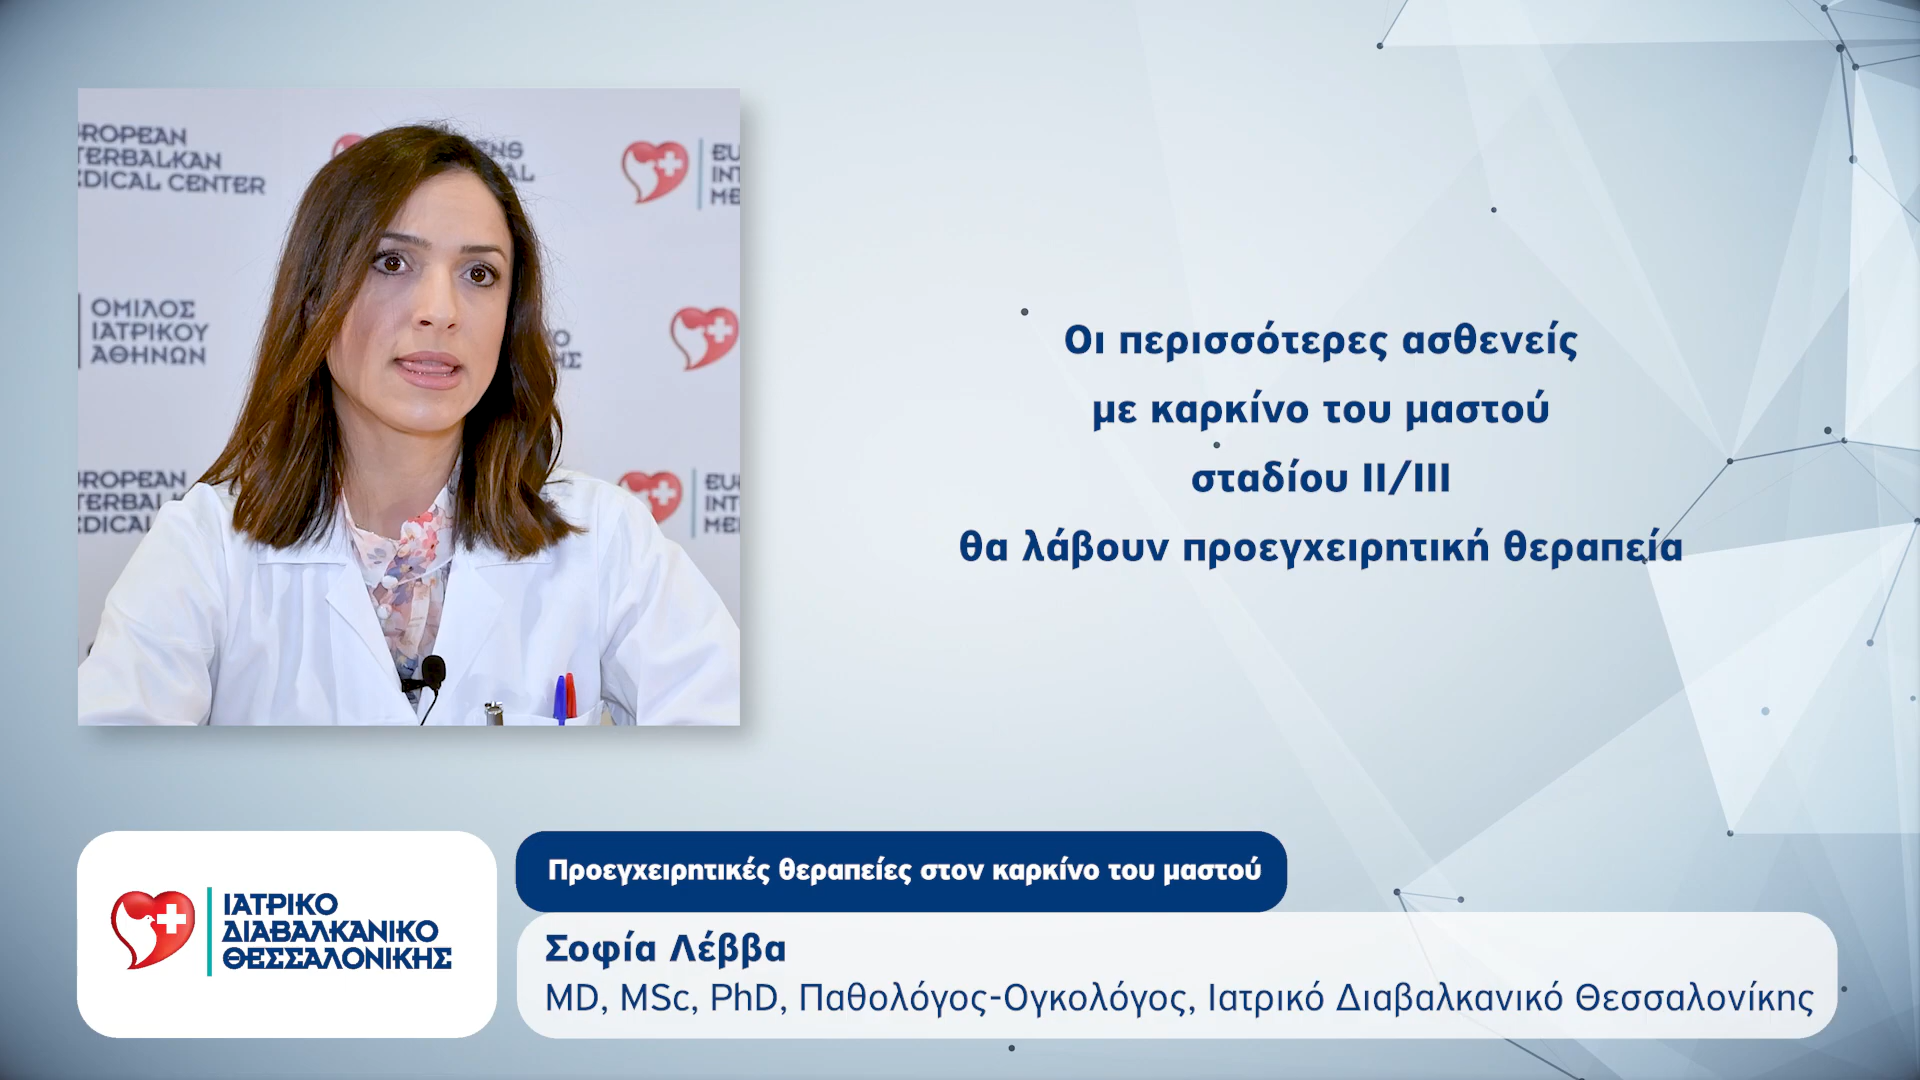 ΟΜΙΛΟΣ
ΙΑΤΡΙΚΟΥ
ΑΘΗΝΩΝ
CENTER
Οι περισσότερες ασθενείς
με καρκίνο του μαστού
σταδίου II/III
θα λάβουν προεγχειρητική θεραπεία
ΙΑΤΡΙΚΟ
ΔΙΑΒΑΛΚΑΝΙΚΟ
ΘΕΣΣΑΛΟΝΙΚΗΣ
Προεγχειρητικές θεραπείες στον καρκίνο του μαστού
Σοφία Λέββα
MD, MSc, PhD, Παθολόγος-Ογκολόγος, Ιατρικό Διαβαλκανικό Θεσσαλονίκης